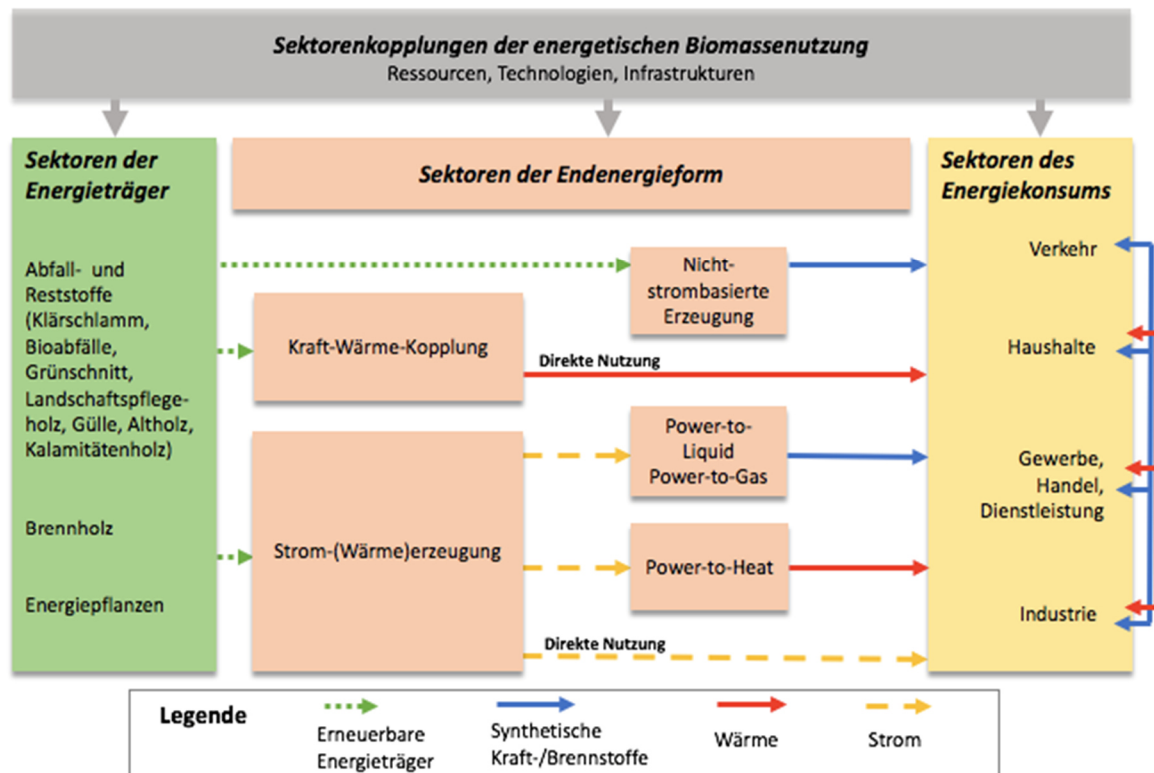 Sektorenkopplungen der energetischen Biomassenutzung
Ressourcen, Technologien, Infrastrukturen
Sektoren der
Energieträger
Abfall- und
Reststoffe
(Klärschlamm,
Bioabfälle,
Grünschnitt,
Landschaftspflege-
holz, Gülle, Altholz,
Kalamitätenholz)
Brennholz
Energiepflanzen
Sektoren der Endenergieform
Nicht-
strombasierte
Erzeugung
Kraft-Wärme-Kopplung
Direkte Nutzung
Power-to-
Liquid
Power-to-Gas
Strom-(Wärme)erzeugung
Power-to-Heat
Direkte Nutzung
Sektoren des
Energiekonsums
Verkehr
Haushalte
Gewerbe,
Handel,
Dienstleistung
Industrie
Legende
Erneuerbare
Energieträger
Synthetische
Kraft-/Brennstoffe
Wärme
Strom